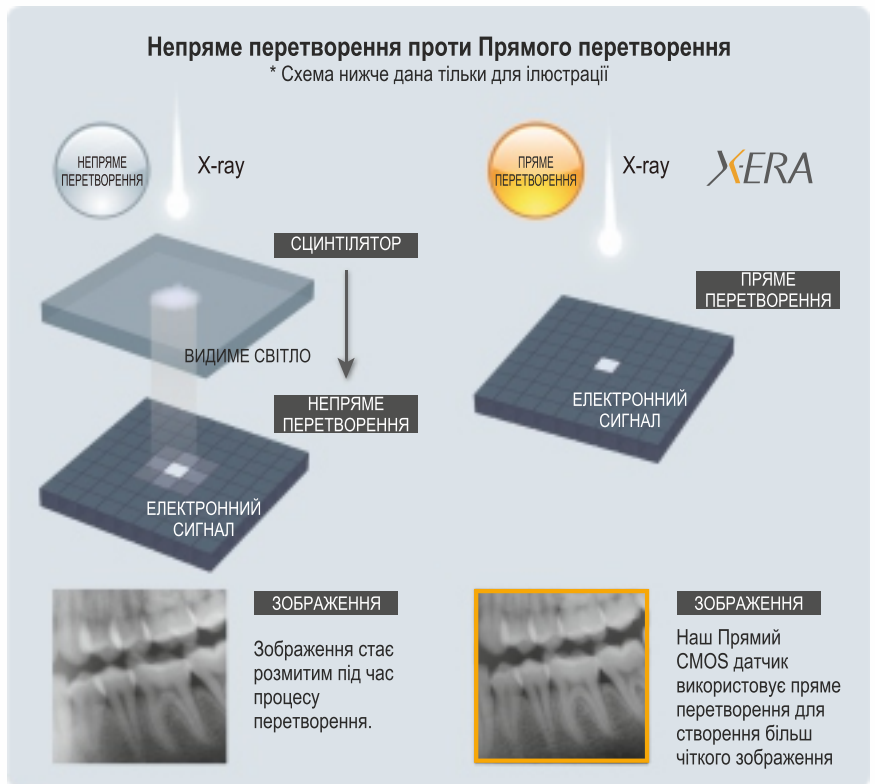 Непряме перетворення проти Прямого перетворення
* Схема нижче дана тільки для ілюстрації
НЕПРЯМЕ
ПЕРЕТВОРЕННЯ
X-ray
СЦИНТІЛЯТОР
ВИДИМЕ СВІТЛО
НЕПРЯМЕ
ПЕРЕТВОРЕННЯ
ЕЛЕКТРОННИЙ
СИГНАЛ
ЗОБРАЖЕННЯ
Зображення стає
розмитим під час
процесу
перетворення.
ПРЯМЕ
ПЕРЕТВОРЕННЯ
X-ray
X-ERA
ПРЯМЕ
ПЕРЕТВОРЕННЯ
ЕЛЕКТРОННИЙ
СИГНАЛ
ЗОБРАЖЕННЯ
Наш Прямий
CMOS датчик
використовує пряме
перетворення для
створення більш
чіткого зображення